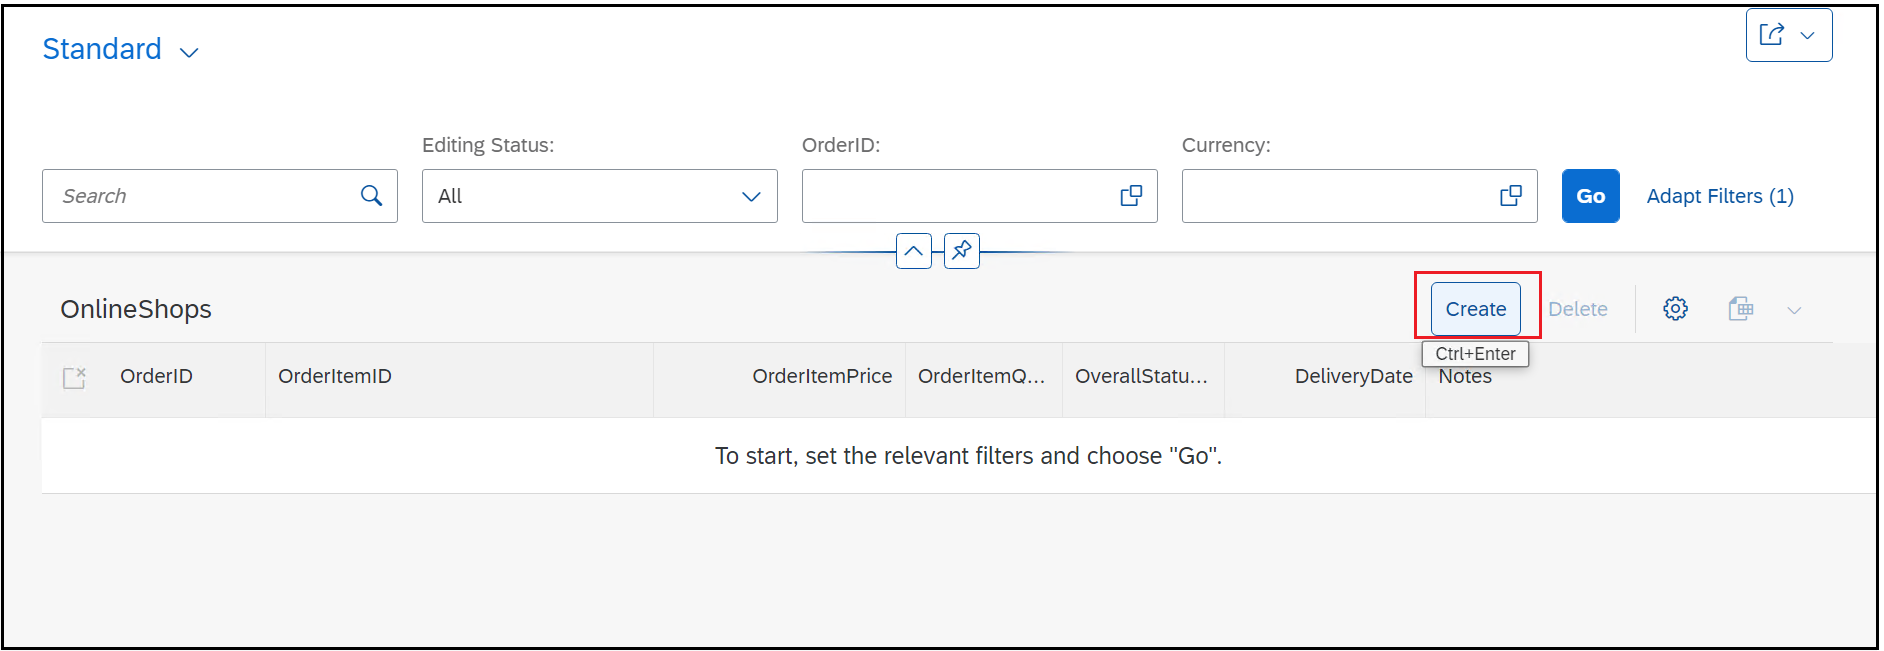 Standard
Editing Status:
OrderID:
Currency:
Search
All
Go
Adapt Filters (1)
OnlineShops
Create
Delete
Ctrl+Enter
OrderID
OrderItemID
OrderItemPrice
OrderItemQ...
OverallStatu...
DeliveryDate
Notes
To start, set the relevant filters and choose "Go".